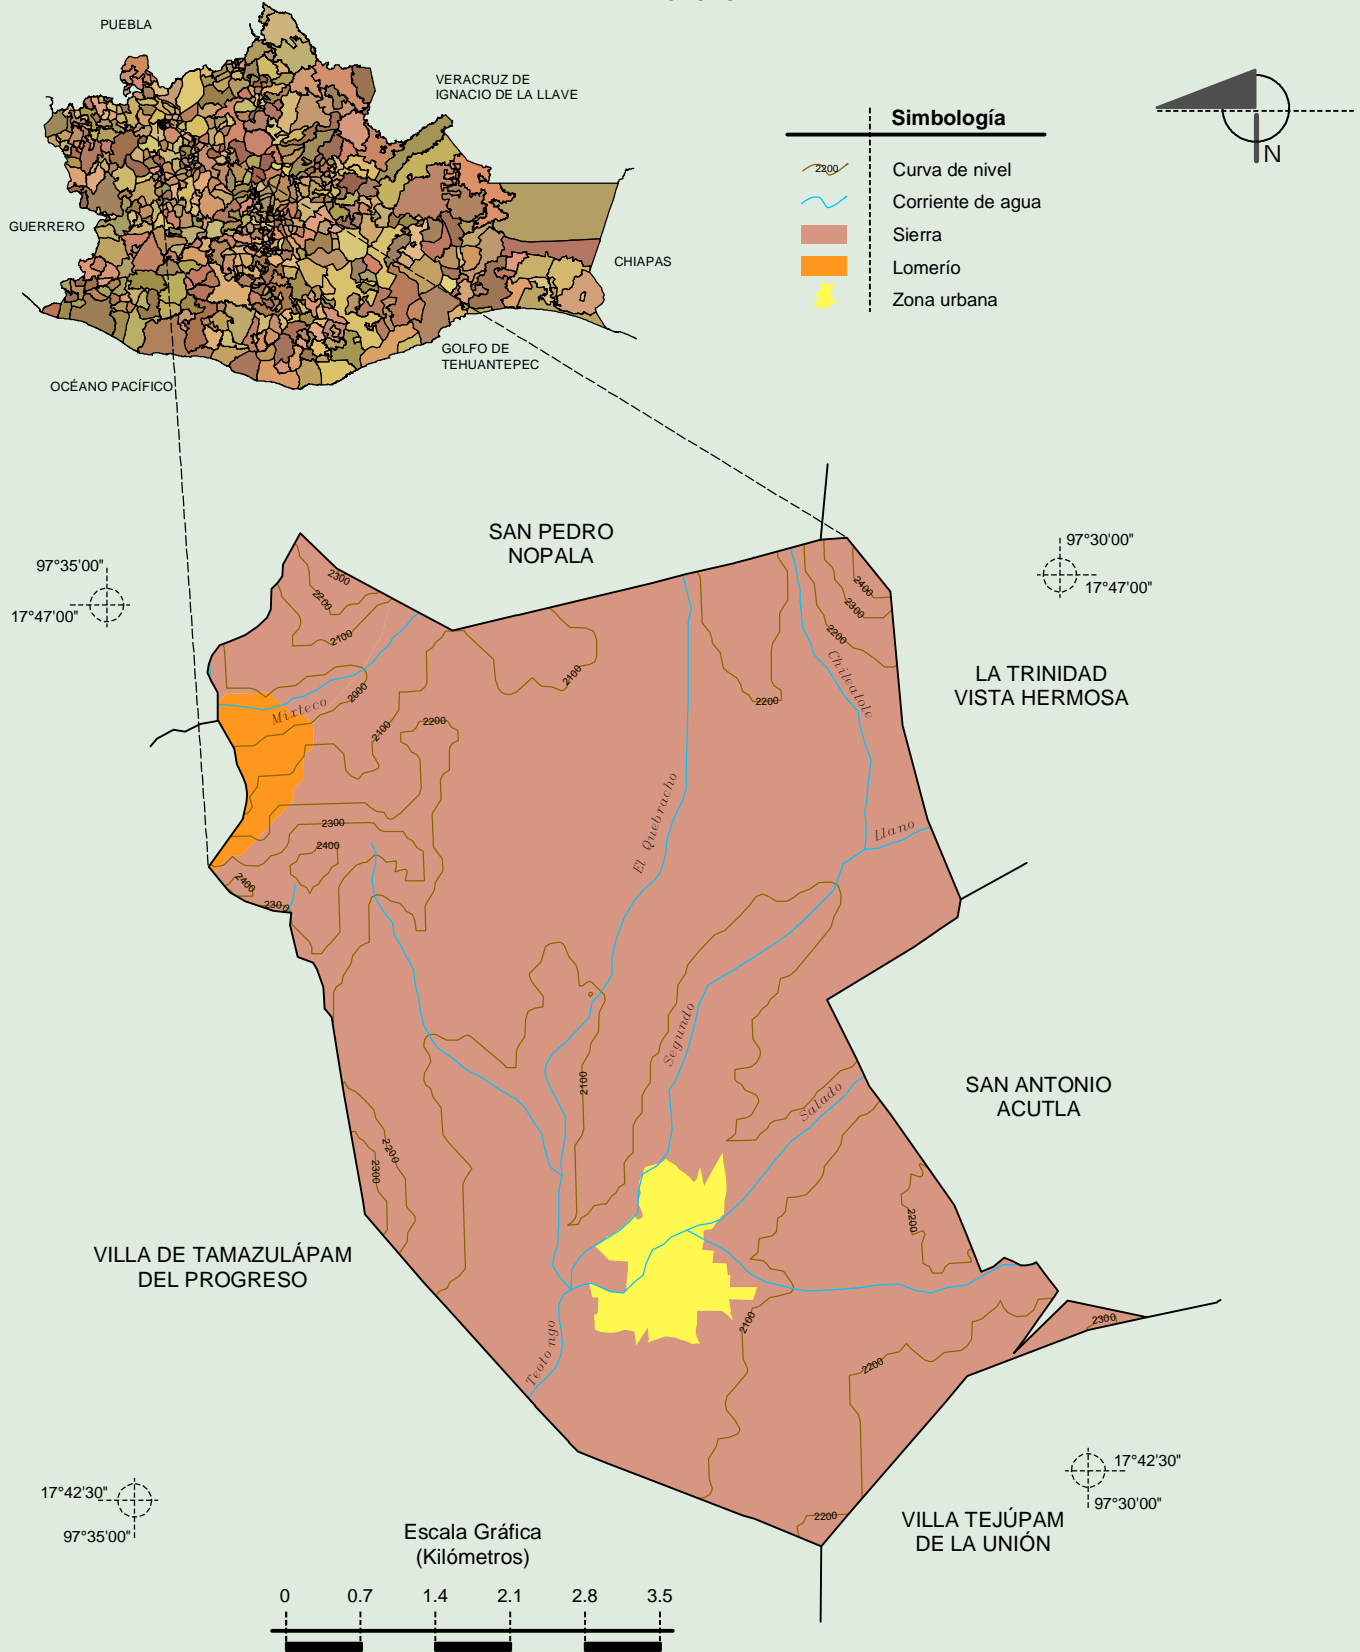 PUEBLA
VERACRUZ DE
IGNACIO DE LA LLAVE
GUERRERO
CHIAPAS
GOLFO DE
TEHUANTEPEC
OCÉANO PACÍFICO
Simbología
2200
Curva de nivel
Corriente de agua
Sierra
Lomerío
Zona urbana
N
SAN PEDRO
NOPALA
97°35'00"
17°47'00"
97°30'00"
17°47'00"
LA TRINIDAD
VISTA HERMOSA
2300
2200
2100
2000
Mixteco
2100
2200
2100
2200
2400
2300
2200
Chilcatole
Llano
El Quebracho
2300
2400
2400
2300
Segundo
2100
Salado
SAN ANTONIO
ACUTLA
2200
2300
2200
VILLA DE TAMAZULÁPAM
DEL PROGRESO
Teotongo
2100
2200
2300
2200
17°42'30"
97°35'00"
17°42'30"
97°30'00"
VILLA TEJÚPAM
DE LA UNIÓN
Escala Gráfica
(Kilómetros)
0 0.7 1.4 2.1 2.8 3.5